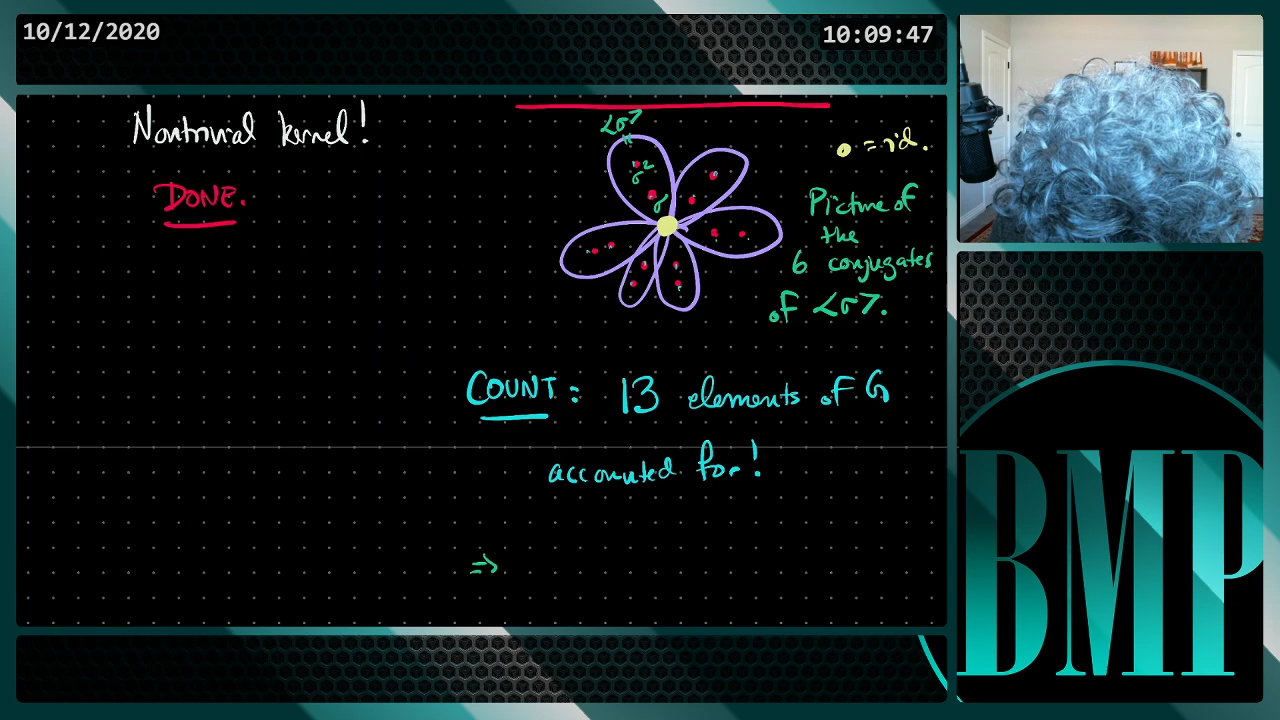 10/12/2020
10:09:47
Nontrivial kernel!
DONE.
<σ>
σ²
σ
= id.
Picture of
the
6 conjugates
of <σ>.
COUNT: 13 elements of G
accounted for!
=>
BMP